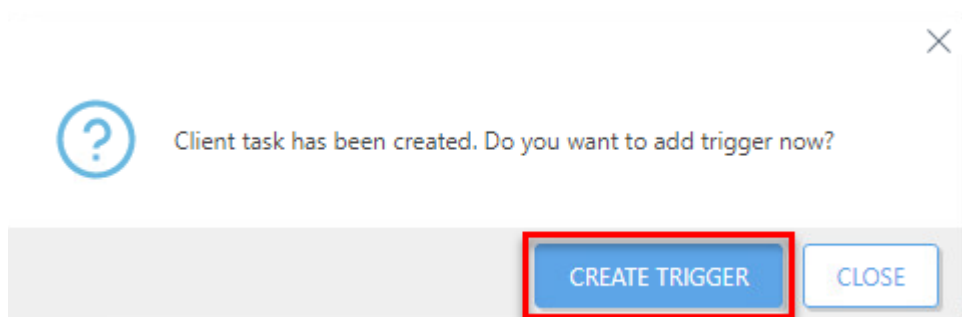 Client task has been created. Do you want to add trigger now?
CREATE TRIGGER
CLOSE